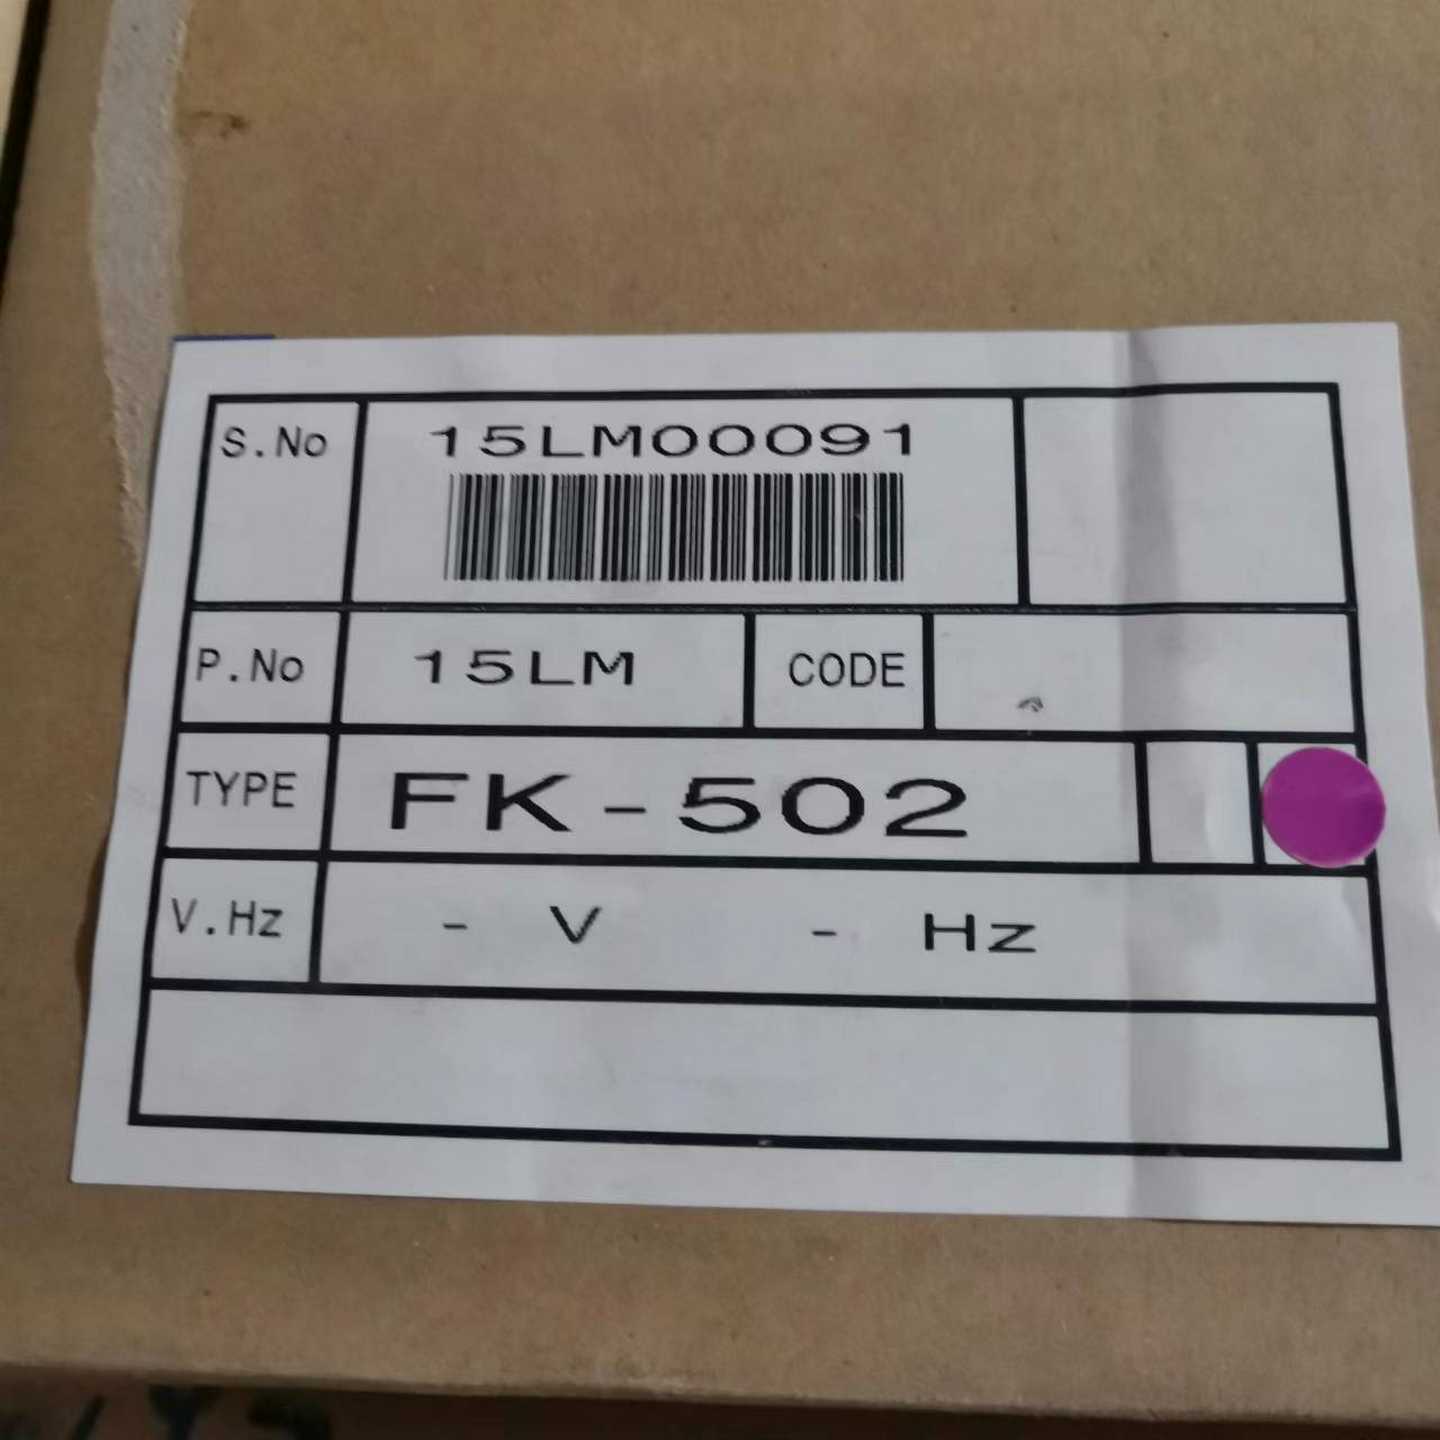 S.No 15LM00091
P.No 15LM CODE
TYPE FK-502
V.Hz - V - Hz